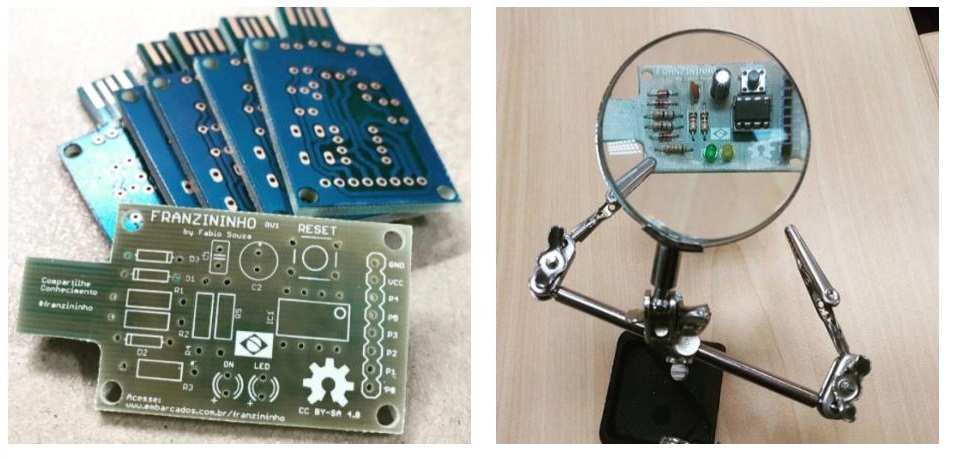 FRANZININHO RV1
by Fabio Souza
RESET
C1
C2
D3
D1
Compartilhe
Conhecimento
#franzininho
R1
R2
R5
IC1
R4
D2
R3
ON LED
GND
VCC
P4
P5
P3
P2
P1
P0
CC BY-SA 4.0
Acesse:
www.embarcados.com.br/franzininho
FRANZININHO